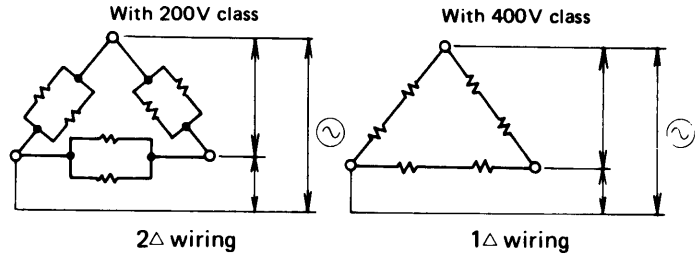 With 200V class
With 400V class
2△ wiring
1△ wiring